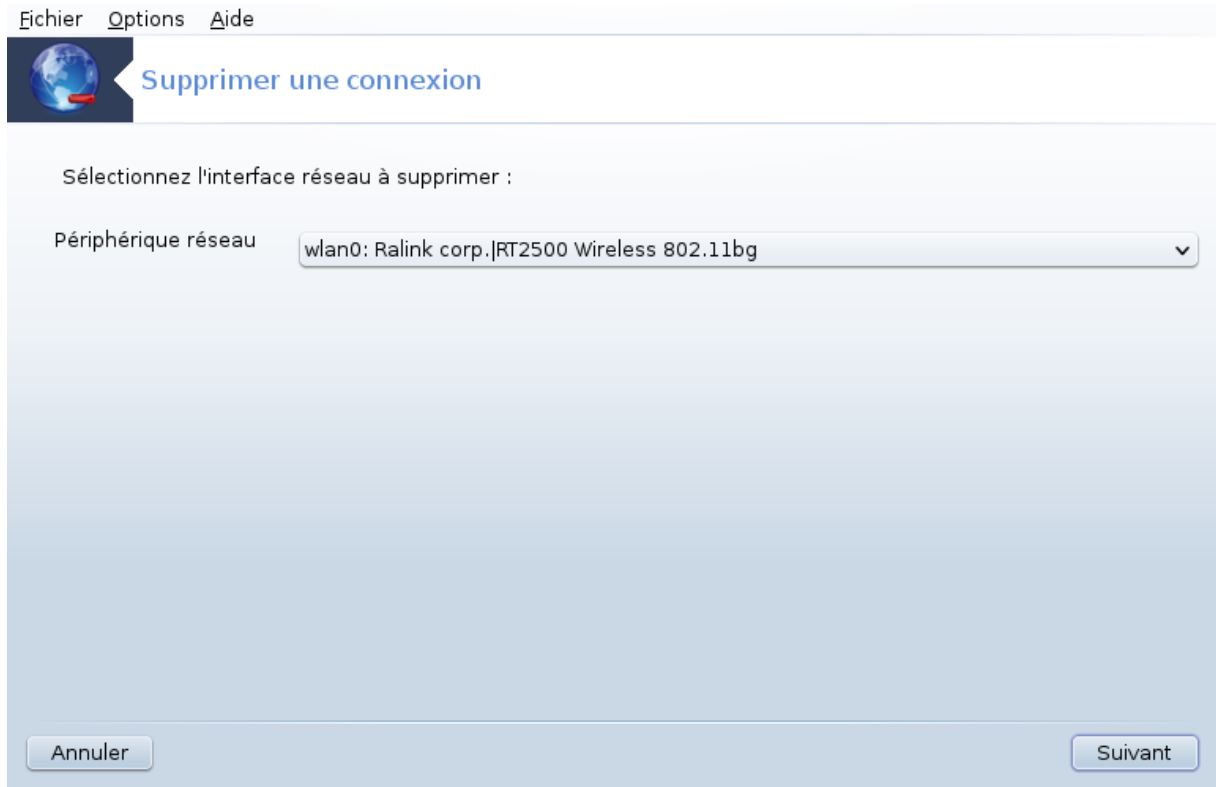 Fichier Options Aide
Supprimer une connexion
Sélectionnez l'interface réseau à supprimer :
Périphérique réseau wlan0: Ralink corp.|RT2500 Wireless 802.11bg
Annuler Suivant